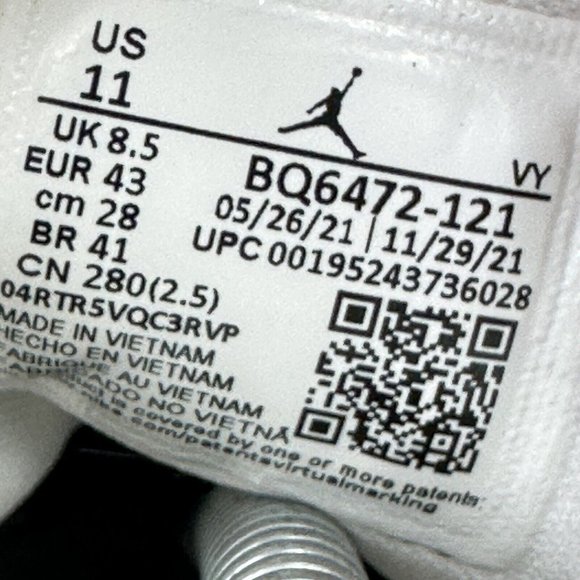 US
11
UK 8.5
EUR 43
cm 28
BR 41
CN 280(2.5)
VY
BQ6472-121
05/26/21 | 11/29/21
UPC 00195243736028
04RTR5VQC3RVP
MADE IN VIETNAM
HECHO EN VIETNAM
FABRIQUE AU VIETNAM
NO VIETNÃ
is covered by one or more patents:
.com/patentsvirtualmarking